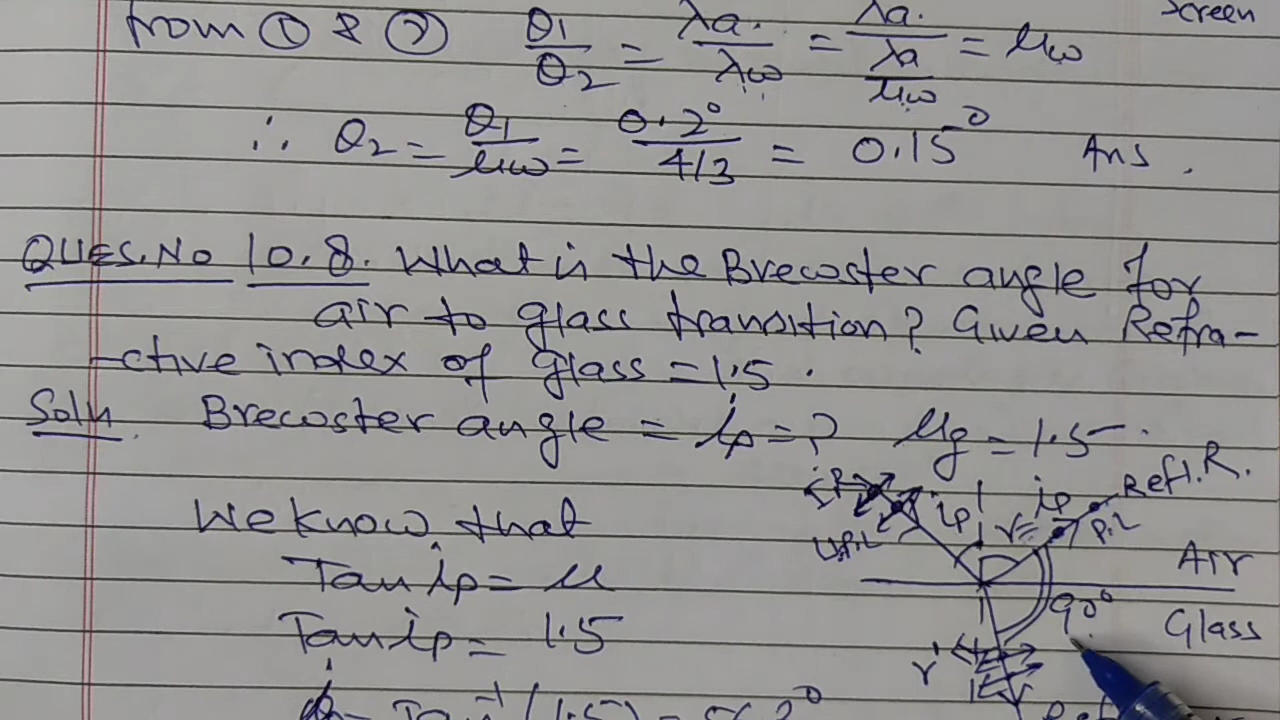 screen
from ① & ② θ1/θ2 = λa/λω = λa/(λa/μω) = μω
∴ θ2 = θ1/μω = 0.2°/4/3 = 0.15° Ans.
QUES.No 10.8. What is the Brewster angle for
air to glass transition? Given Refra-
-ctive index of glass = 1.5.
Soln. Brewster angle = ip = ? μg = 1.5
We know that
Tan ip = μ
Tan ip = 1.5
ip ip Refl.R.
U.P.L r= P.L
Air
90° Glass
r'